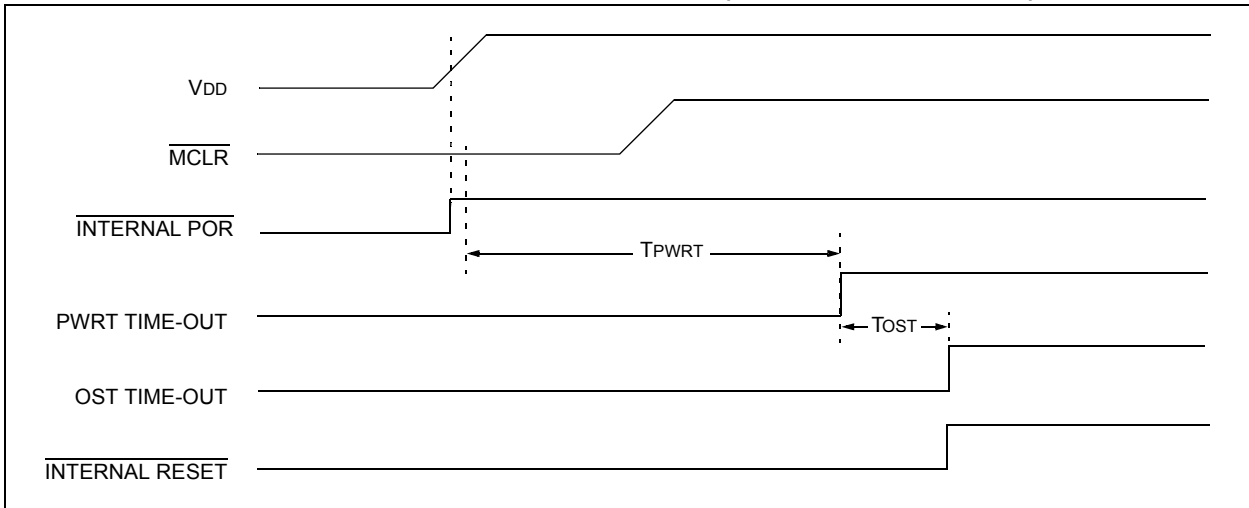 VDD
MCLR
INTERNAL POR
TPWRT
PWRT TIME-OUT
TOST
OST TIME-OUT
INTERNAL RESET